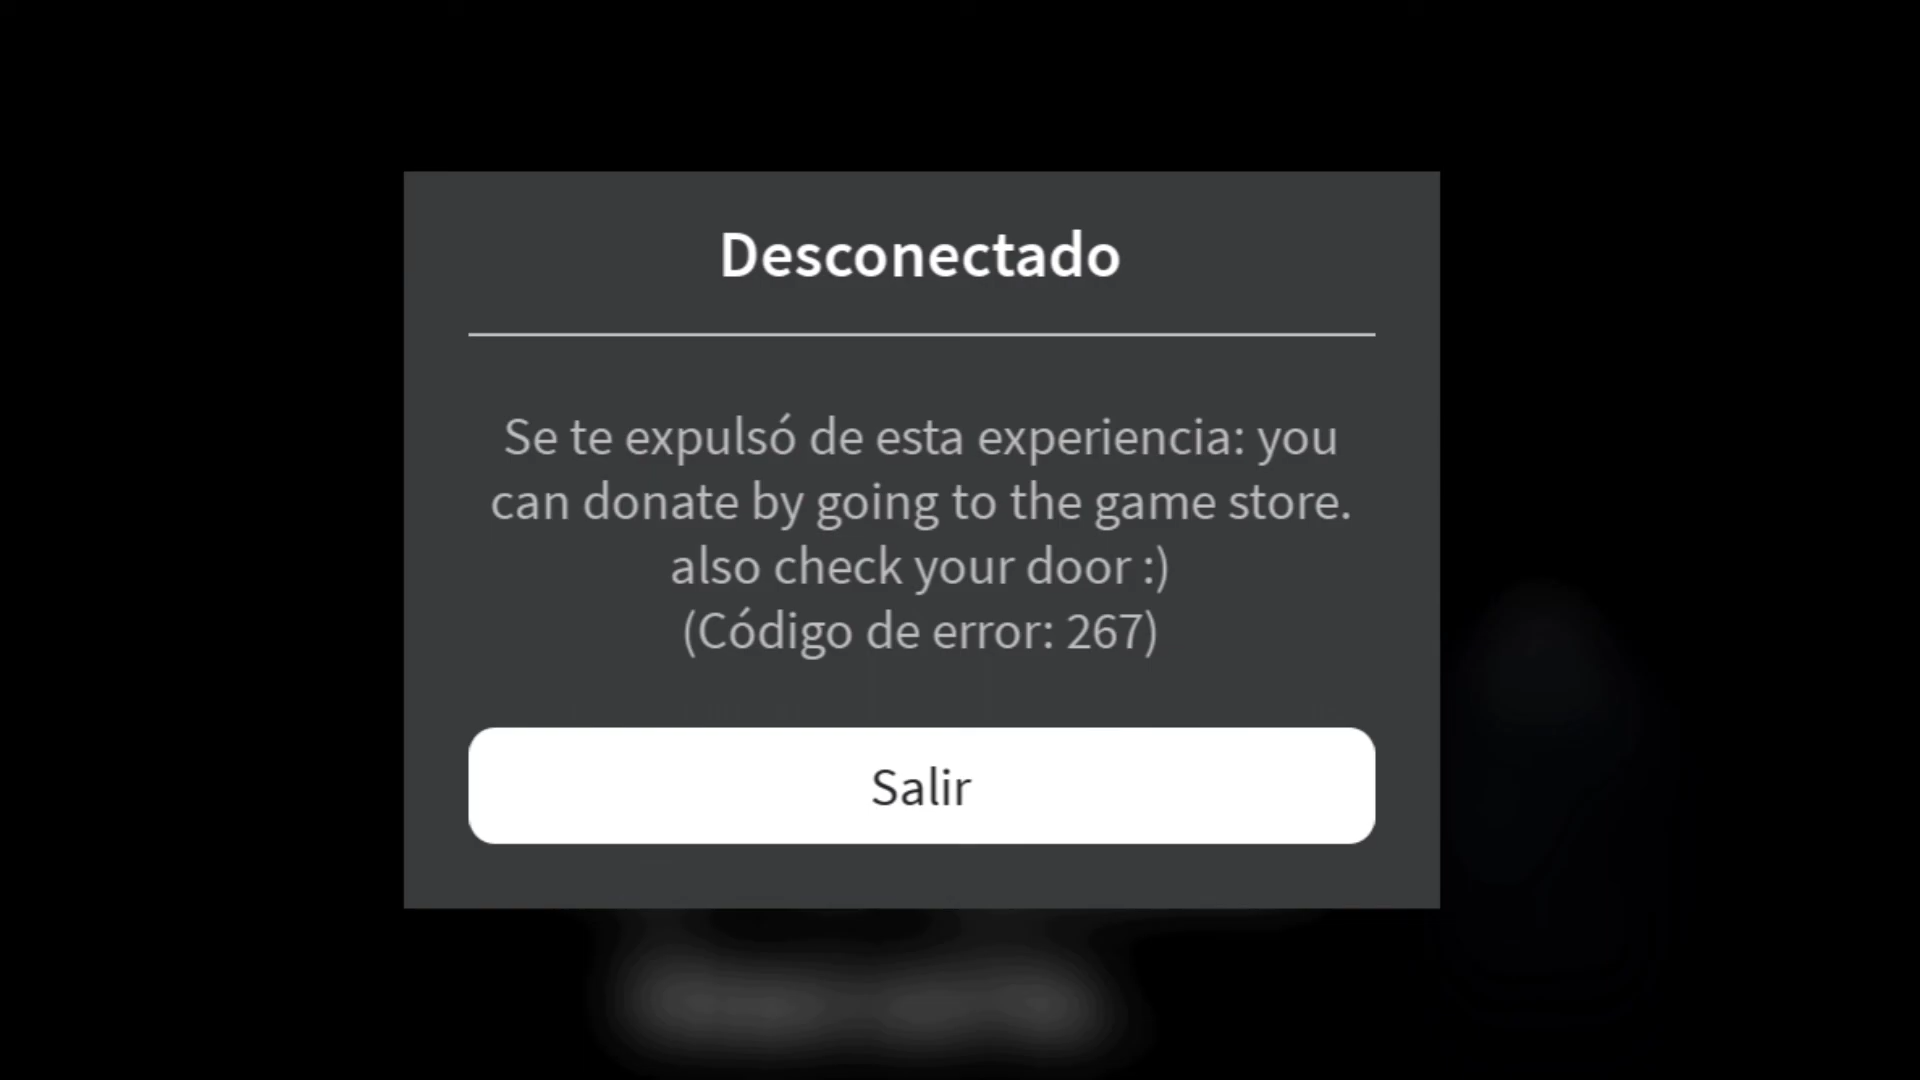 Desconectado
Se te expulsó de esta experiencia: you
can donate by going to the game store.
also check your door :)
(Código de error: 267)
Salir